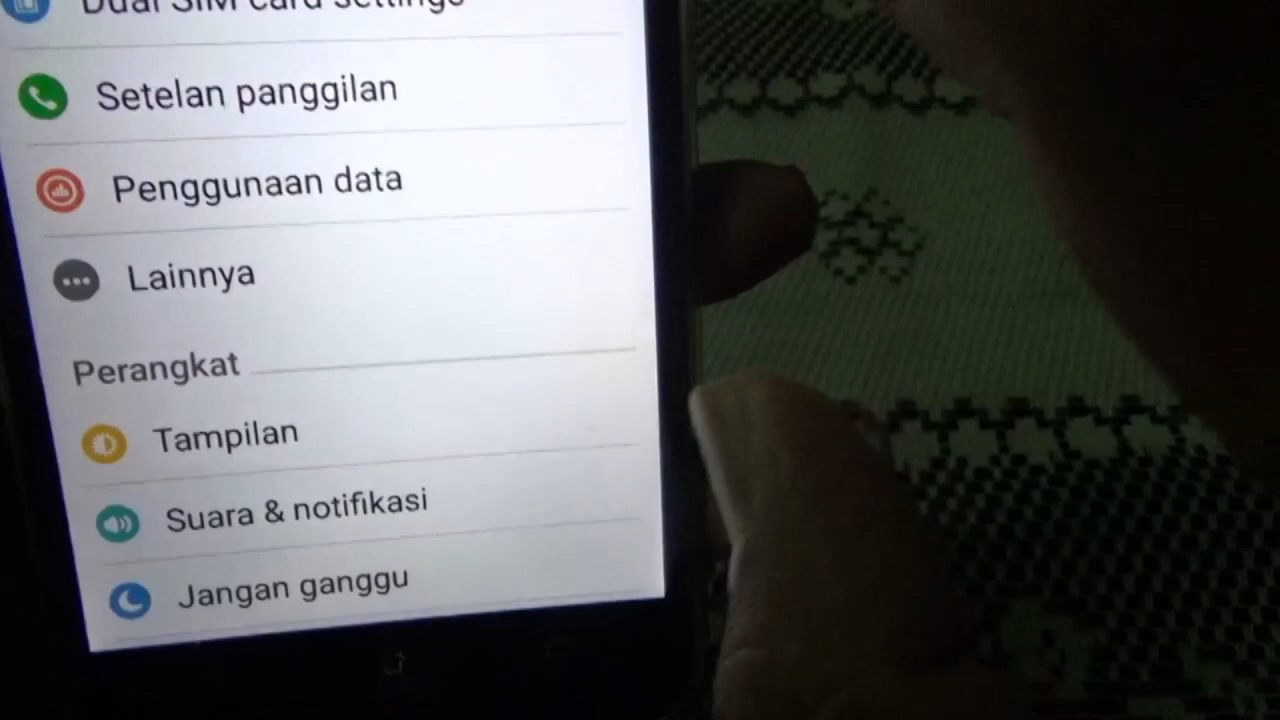 Dual SIM card settings
Setelan panggilan
Penggunaan data
Lainnya
Perangkat
Tampilan
Suara & notifikasi
Jangan ganggu